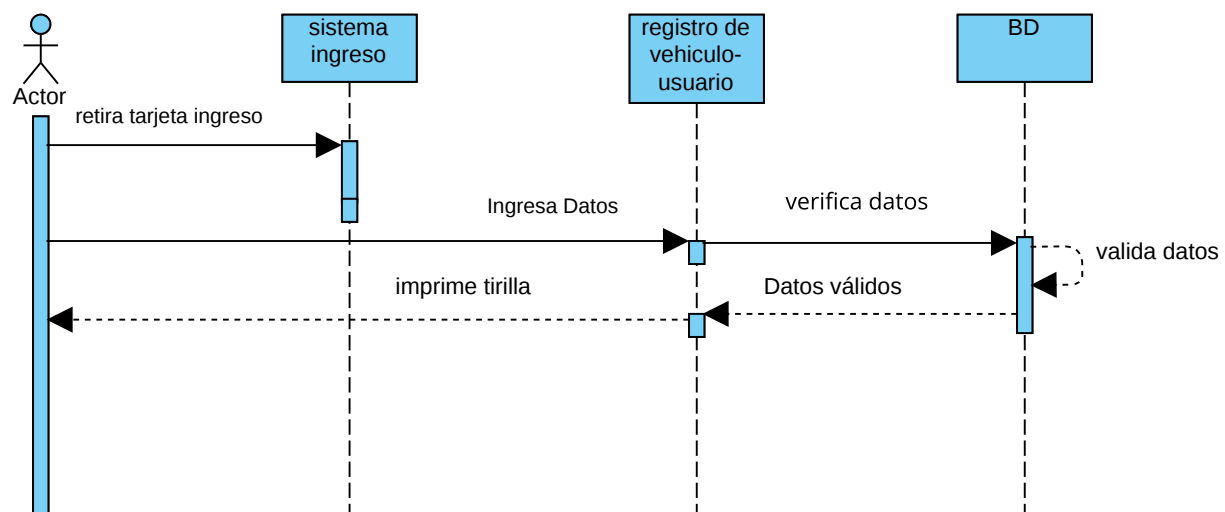 sistema
ingreso
registro de
vehiculo-
usuario
BD
Actor
retira tarjeta ingreso
Ingresa Datos
verifica datos
valida datos
imprime tirilla
Datos válidos